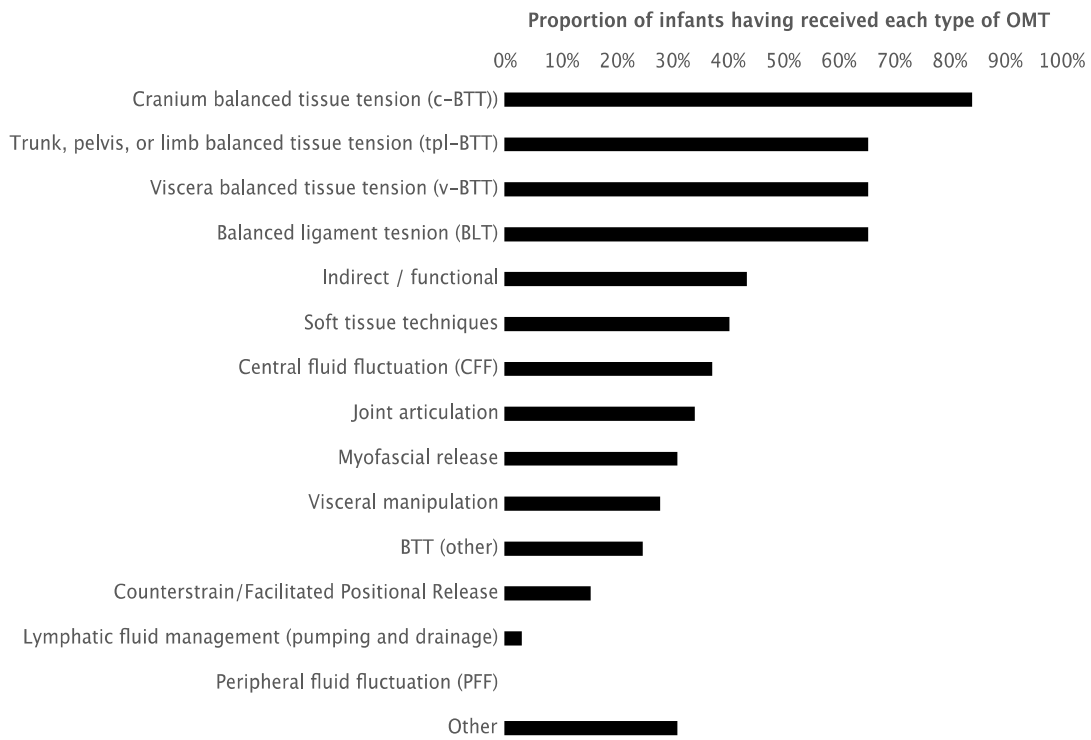 Proportion of infants having received each type of OMT
0% 10% 20% 30% 40% 50% 60% 70% 80% 90% 100%
Cranium balanced tissue tension (c-BTT))
Trunk, pelvis, or limb balanced tissue tension (tpl-BTT)
Viscera balanced tissue tension (v-BTT)
Balanced ligament tesnion (BLT)
Indirect / functional
Soft tissue techniques
Central fluid fluctuation (CFF)
Joint articulation
Myofascial release
Visceral manipulation
BTT (other)
Counterstrain/Facilitated Positional Release
Lymphatic fluid management (pumping and drainage)
Peripheral fluid fluctuation (PFF)
Other